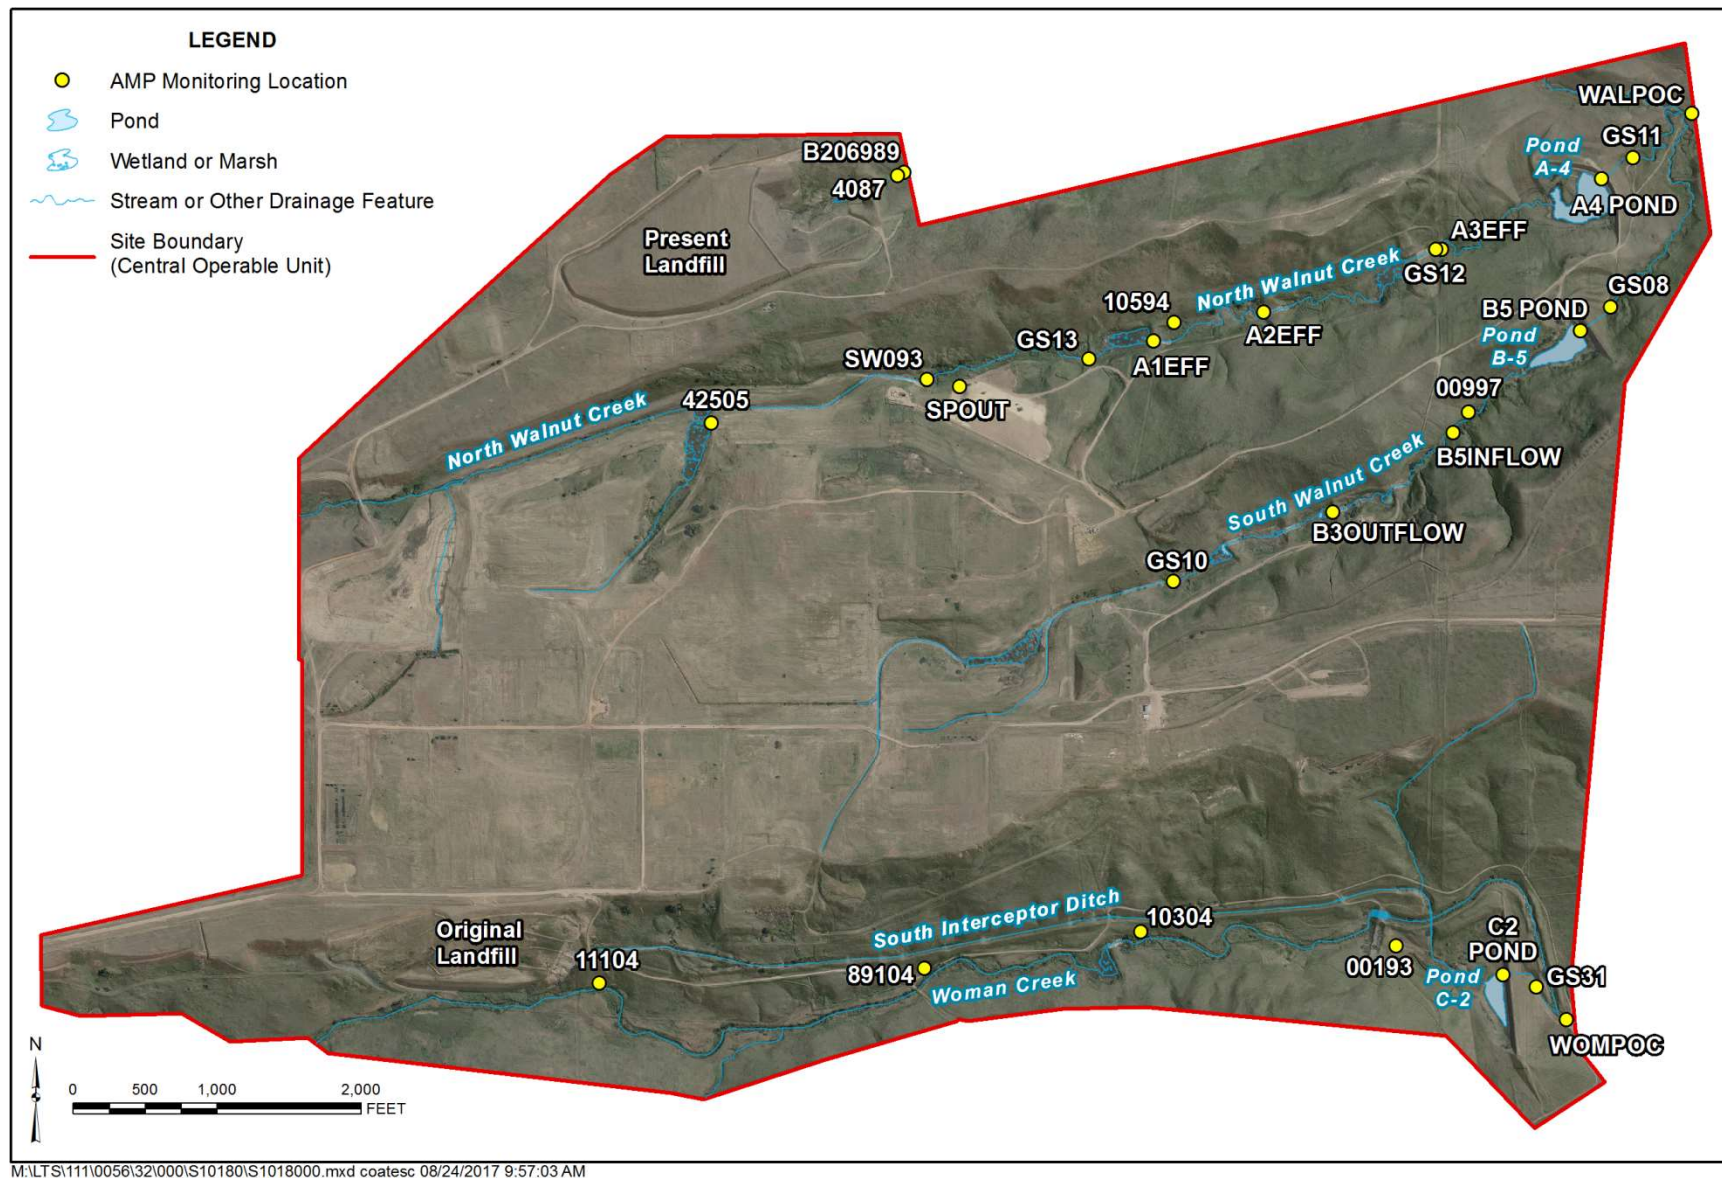 LEGEND
AMP Monitoring Location
Pond
Wetland or Marsh
Stream or Other Drainage Feature
Site Boundary
(Central Operable Unit)
WALPOC
GS11
Pond
A-4
A4 POND
B206989
4087
Present
Landfill
A3EFF
GS12
North Walnut Creek
10594
A2EFF
GS08
B5 POND
Pond
B-5
GS13
A1EFF
SW093
SPOUT
42505
North Walnut Creek
00997
B5INFLOW
South Walnut Creek
B3OUTFLOW
GS10
South Interceptor Ditch
10304
Original
Landfill
11104
89104
Woman Creek
00193
C2
POND
Pond
C-2
GS31
WOMPOC
N
0 500 1,000 2,000
FEET
M:\LTS\111\0056\32\000\S10180\S1018000.mxd coatesc 08/24/2017 9:57:03 AM